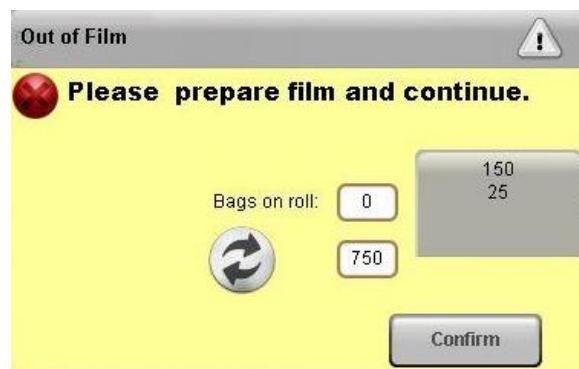 Out of Film
Please prepare film and continue.
150
25
Bags on roll: 0
750
Confirm